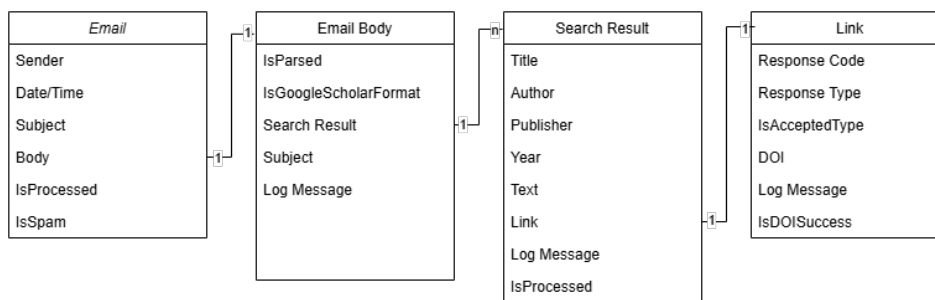 Email
Sender
Date/Time
Subject
Body
IsProcessed
IsSpam
1
1
Email Body
IsParsed
IsGoogleScholarFormat
Search Result
Subject
Log Message
1
n
Search Result
Title
Author
Publisher
Year
Text
Link
Log Message
IsProcessed
1
1
Link
Response Code
Response Type
IsAcceptedType
DOI
Log Message
IsDOISuccess